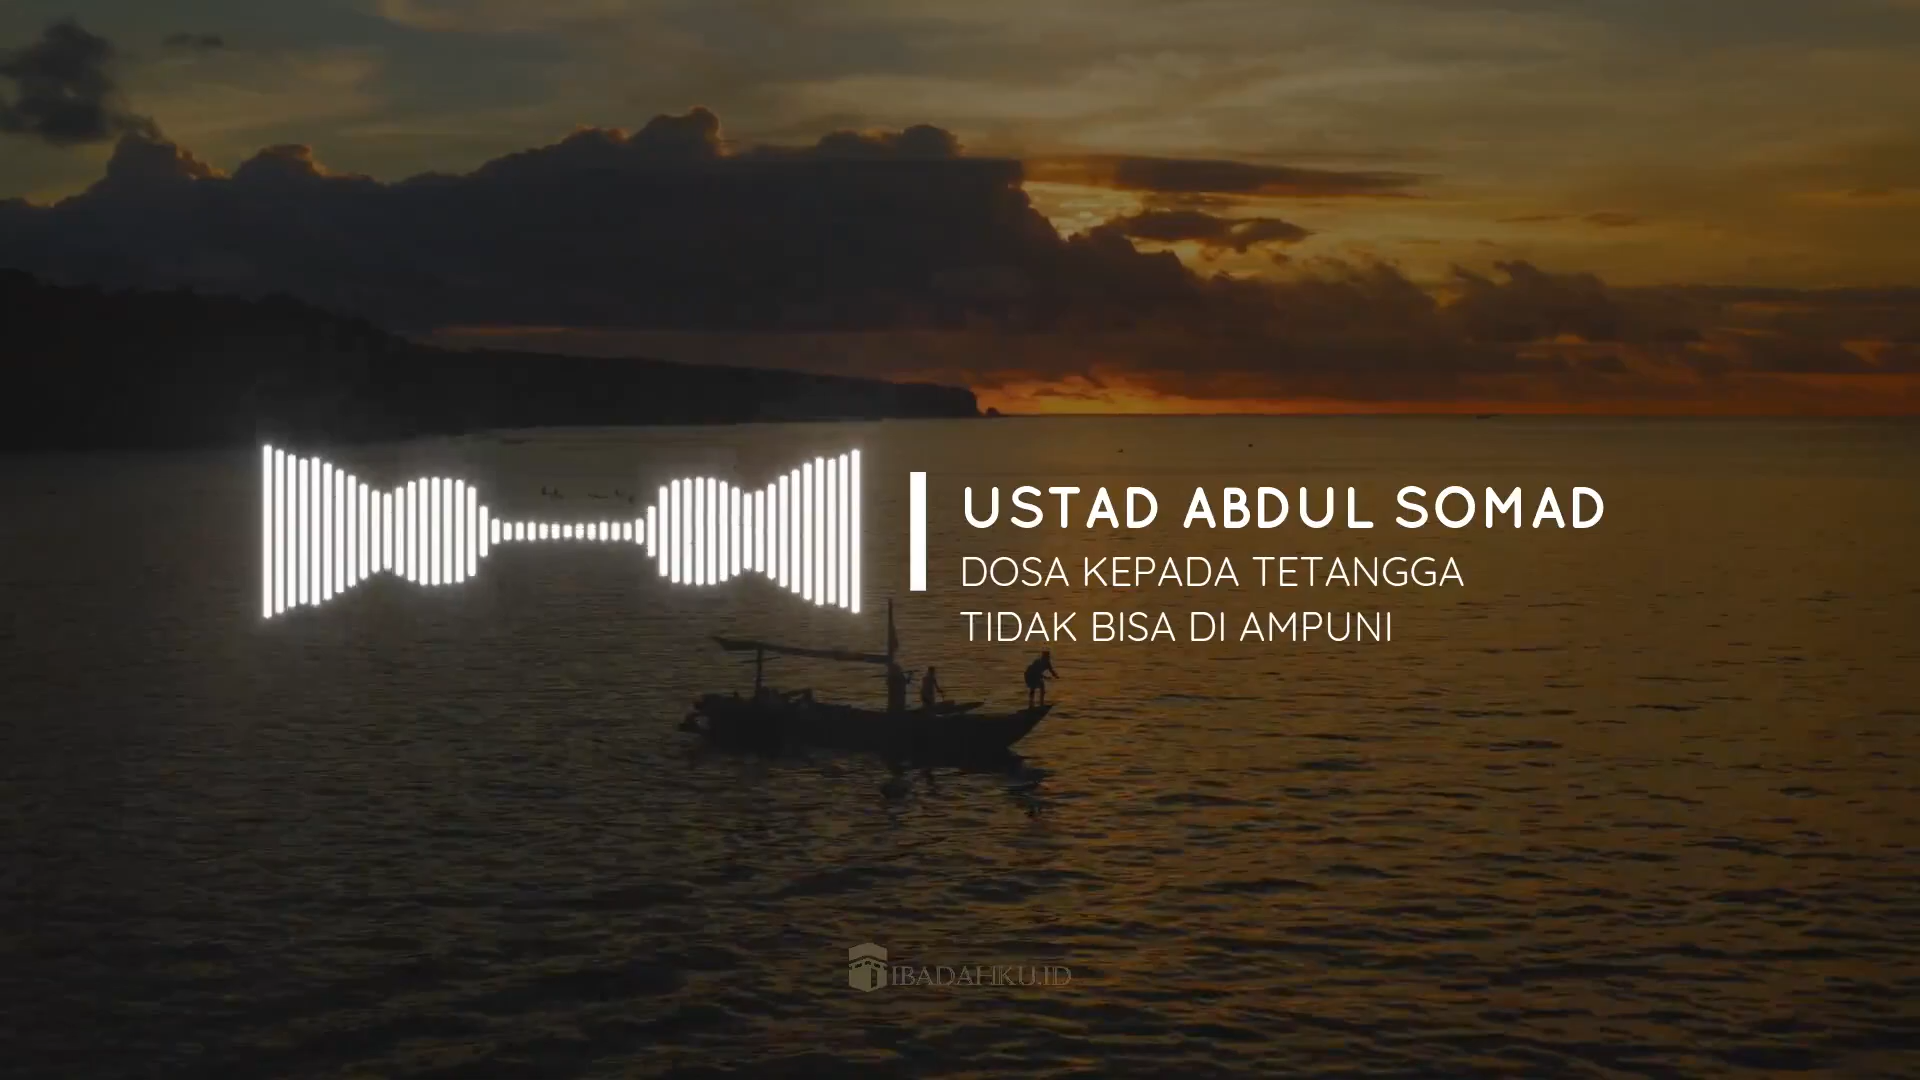 USTAD ABDUL SOMAD
DOSA KEPADA TETANGGA
TIDAK BISA DI AMPUNI
IBADAHKU.ID